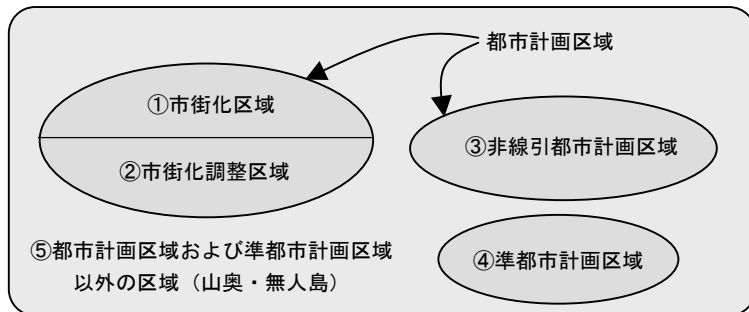 都市計画区域
①市街化区域
②市街化調整区域
③非線引都市計画区域
④準都市計画区域
⑤都市計画区域および準都市計画区域
以外の区域（山奥・無人島）